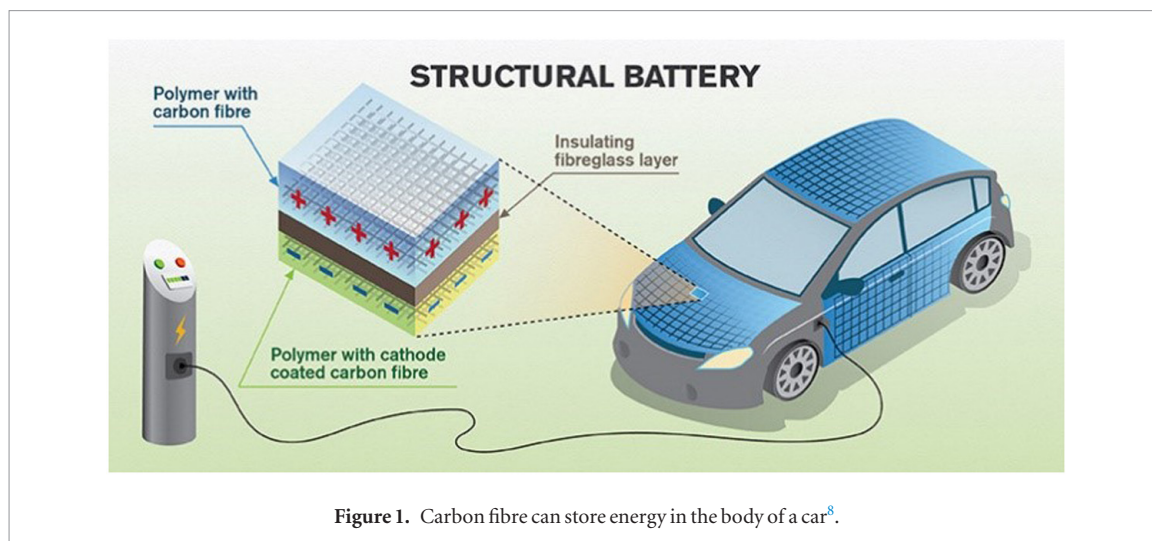 STRUCTURAL BATTERY
Polymer with
carbon fibre
Insulating
fibreglass layer
Polymer with cathode
coated carbon fibre
Figure 1. Carbon fibre can store energy in the body of a car⁸.